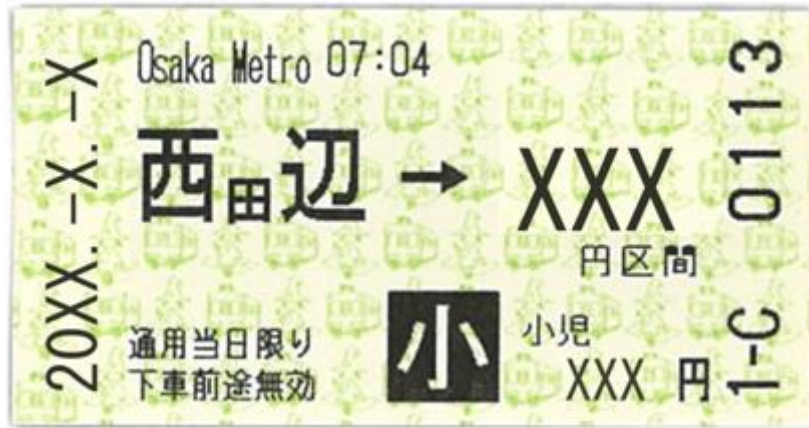 20XX. -X. -X
Osaka Metro 07:04
西田辺 → XXX
円区間
通用当日限り
下車前途無効
小
小児
XXX 円
0113
1-C